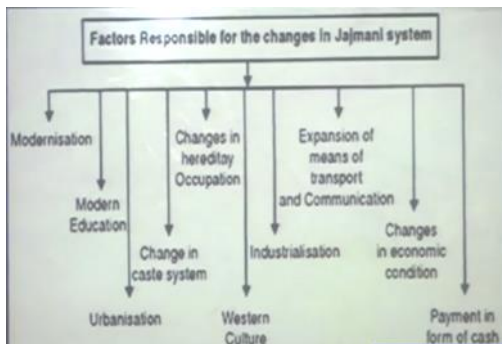 Factors Responsible for the changes in Jajmani system
Modernisation
Modern
Education
Urbanisation
Change in
caste system
Changes in
hereditay
Occupation
Western
Culture
Industrialisation
Expansion of
means of
transport
and Communication
Changes
in economic
condition
Payment in
form of cash